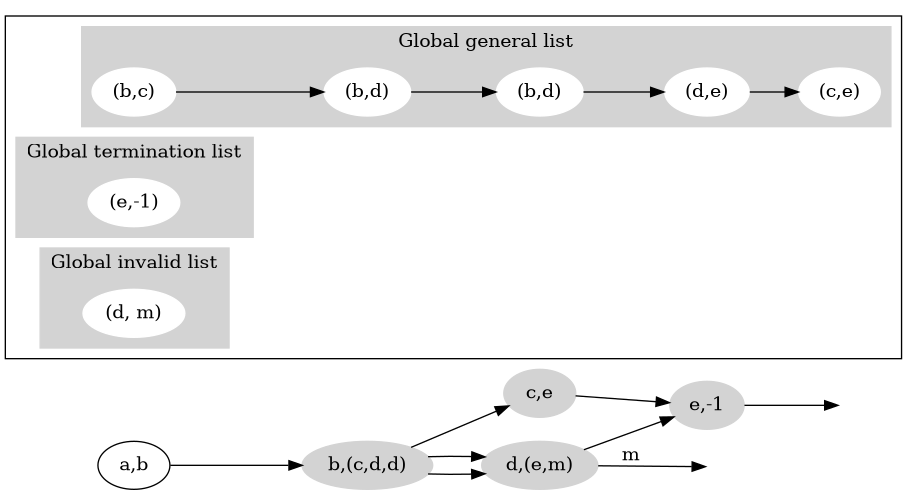 Global general list
(b,c)
(b,d)
(b,d)
(d,e)
(c,e)
Global termination list
(e,-1)
Global invalid list
(d, m)
c,e
e,-1
a,b
b,(c,d,d)
d,(e,m)
m